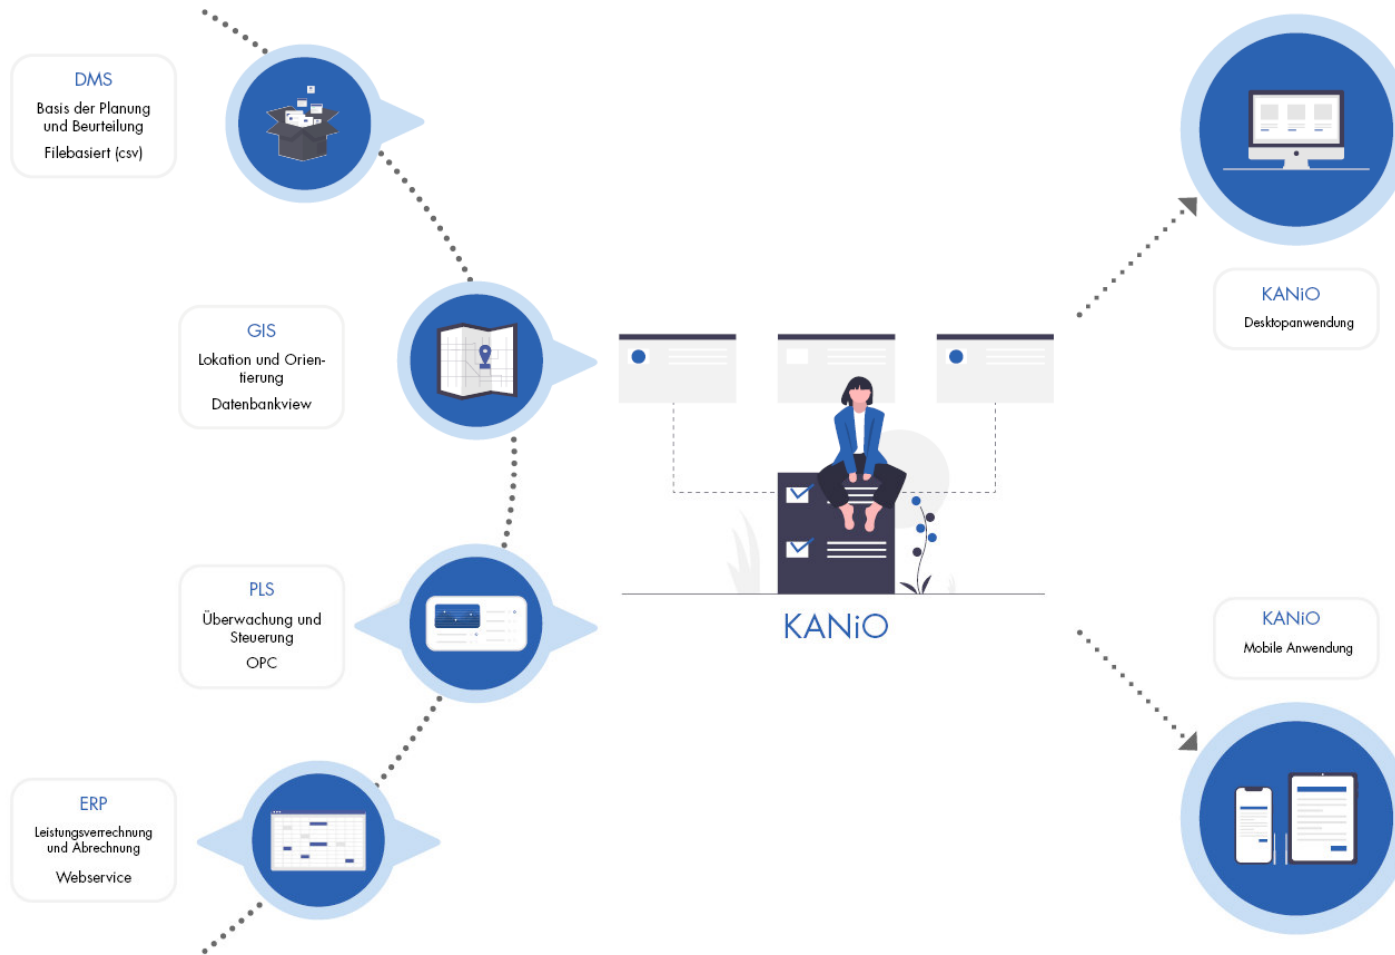 DMS
Basis der Planung
und Beurteilung
Filebasiert (csv)
GIS
Lokation und Orien-
tierung
Datenbankview
PLS
Überwachung und
Steuerung
OPC
ERP
Leistungsverrechnung
und Abrechnung
Webservice
KANiO
KANiO
Desktopanwendung
KANiO
Mobile Anwendung